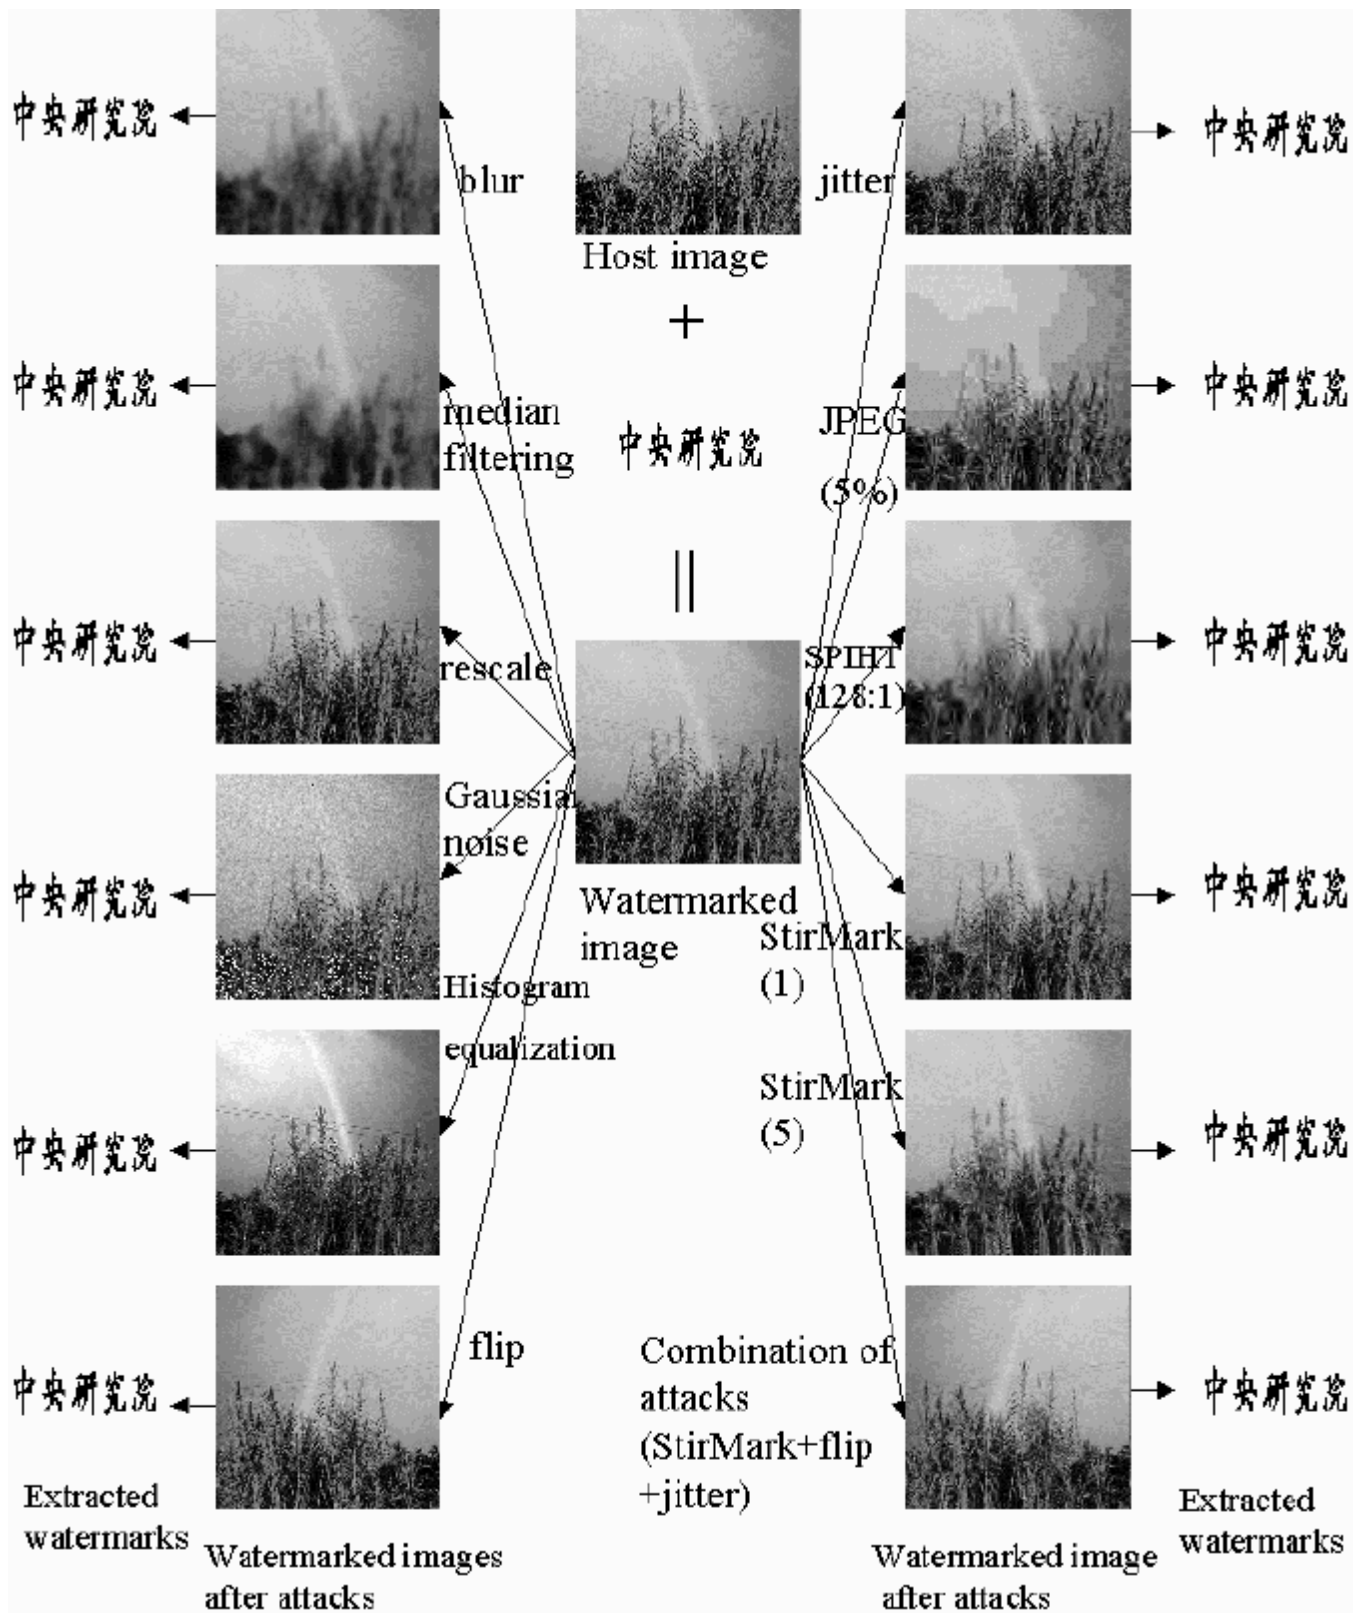 中央研究院
blur
Host image
+
jitter
中央研究院
中央研究院
median
filtering
中央研究院
JPEG
(5%)
中央研究院
||
中央研究院
rescale
SPIHT
(128:1)
中央研究院
中央研究院
Gaussian
noise
Watermarked
image
StirMark
(1)
中央研究院
中央研究院
Histogram
equalization
StirMark
(5)
中央研究院
中央研究院
flip
Combination of
attacks
(StirMark+flip
+jitter)
中央研究院
Extracted
watermarks
Watermarked images
after attacks
Watermarked image
after attacks
Extracted
watermarks